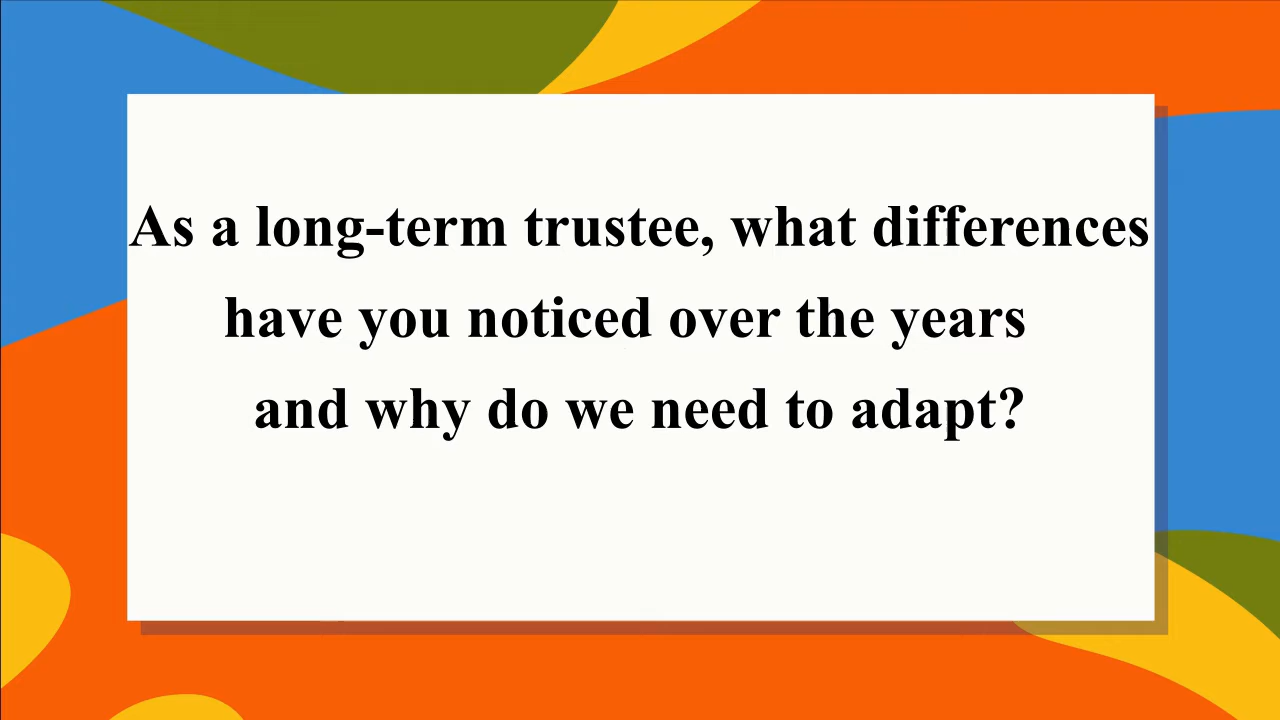 As a long-term trustee, what differences
have you noticed over the years
and why do we need to adapt?